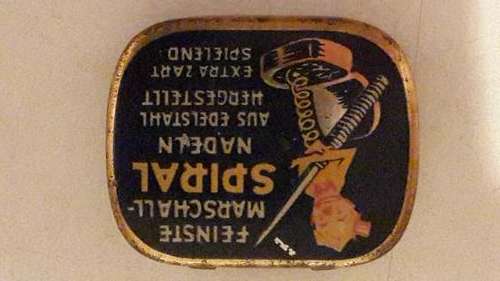 FEINSTE
MARSCHALL-
SPIRAL
NADELN
AUS EDELSTAHL
HERGESTELLT
EXTRA ZART
SPIELEND